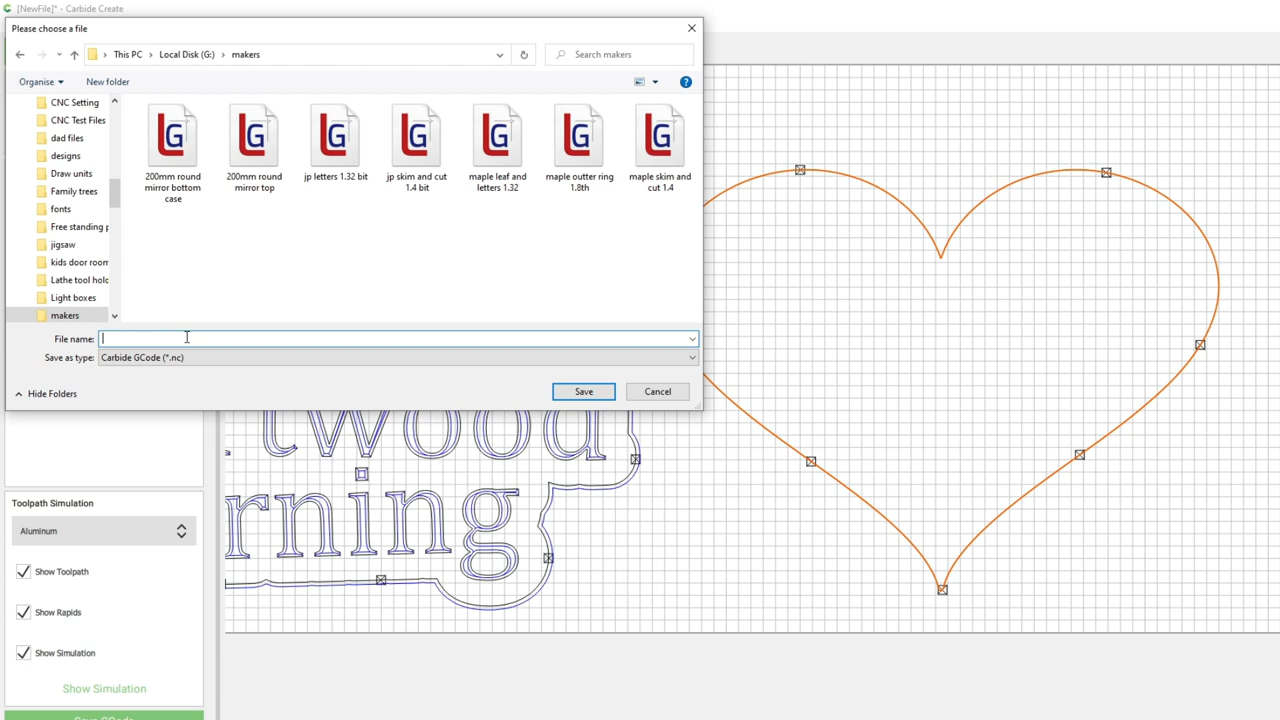 [NewFile]* - Carbide Create
Please choose a file
This PC
Local Disk (G:)
makers
Search makers
Organise
New folder
CNC Setting
CNC Test Files
dad files
designs
Draw units
Family trees
fonts
Free standing p
jigsaw
kids door room
Lathe tool hold
Light boxes
makers
200mm round
mirror bottom
case
200mm round
mirror top
jp letters 1.32 bit
jp skim and cut
1.4 bit
maple leaf and
letters 1.32
maple outter ring
1.8th
maple skim and
cut 1.4
File name:
Save as type:
Carbide GCode (*.nc)
Hide Folders
Save
Cancel
twood
rning
Toolpath Simulation
Aluminum
Show Toolpath
Show Rapids
Show Simulation
Show Simulation
Save GCode